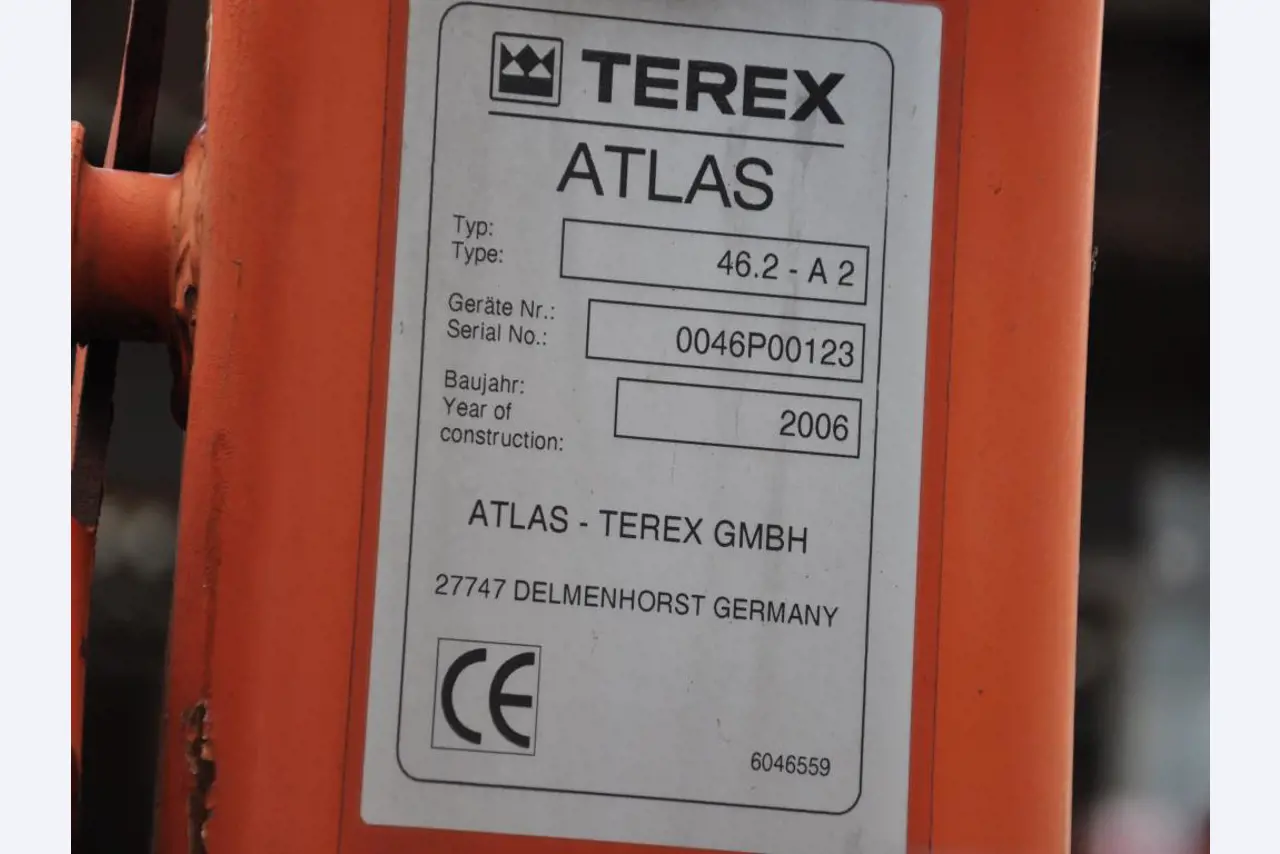 TEREX
ATLAS
Typ:
Type:
46.2 - A 2
Geräte Nr.:
Serial No.:
0046P00123
Baujahr:
Year of
construction:
2006
ATLAS - TEREX GMBH
27747 DELMENHORST GERMANY
CE
6046559